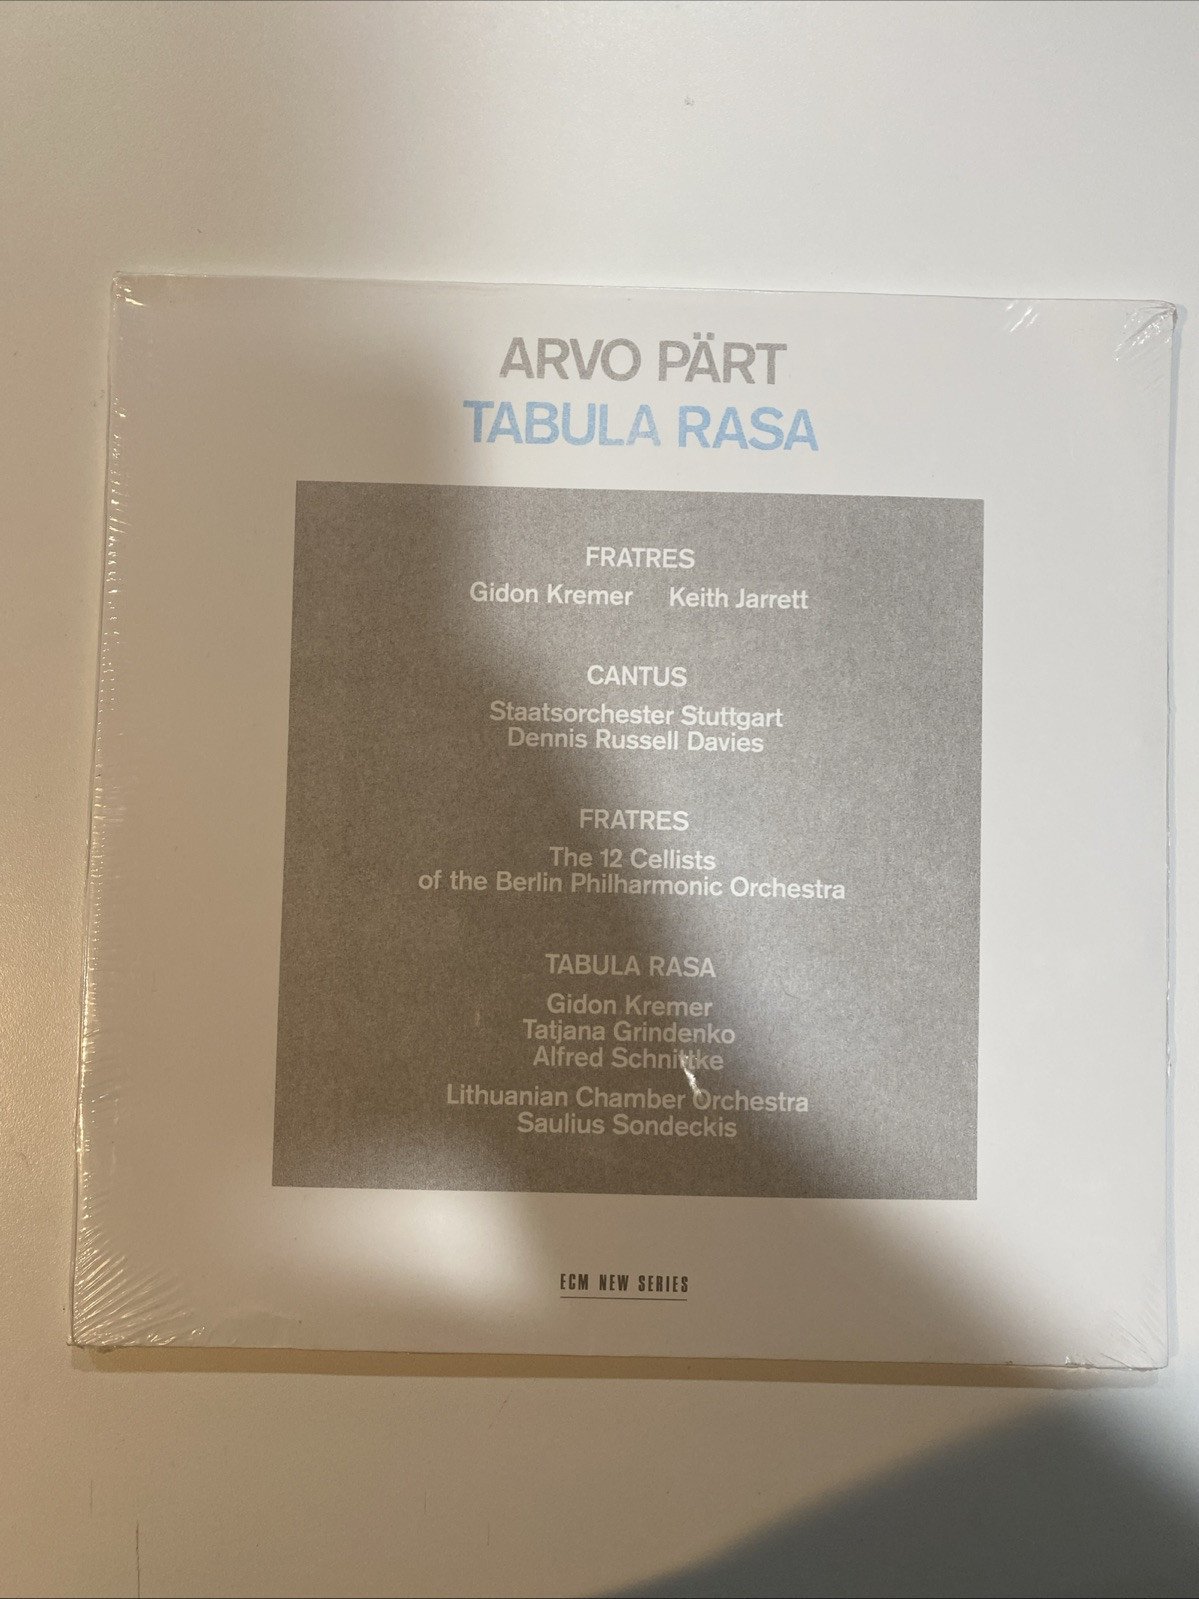 ARVO PÄRT
TABULA RASA
FRATRES
Gidon Kremer Keith Jarrett
CANTUS
Staatsorchester Stuttgart
Dennis Russell Davies
FRATRES
The 12 Cellists
of the Berlin Philharmonic Orchestra
TABULA RASA
Gidon Kremer
Tatjana Grindenko
Alfred Schnittke
Lithuanian Chamber Orchestra
Saulius Sondeckis
ECM NEW SERIES